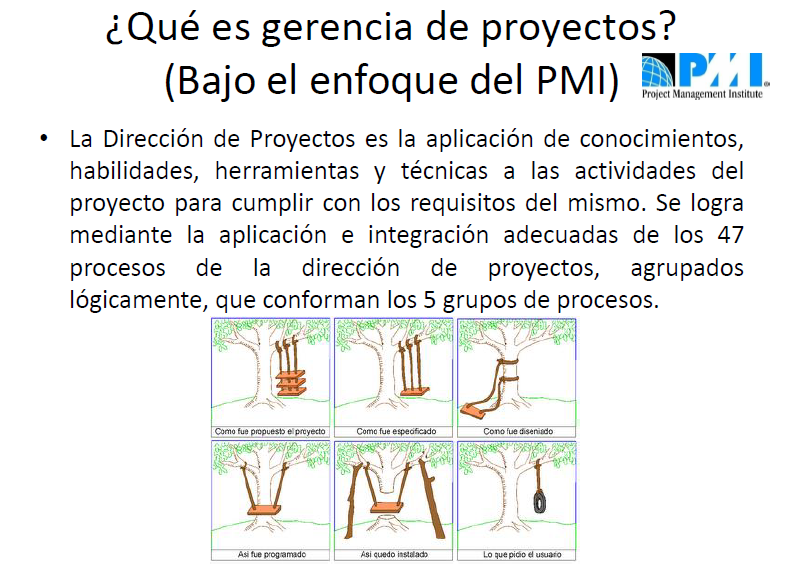 ¿Qué es gerencia de proyectos?
(Bajo el enfoque del PMI)
PMI
Project Management Institute
• La Dirección de Proyectos es la aplicación de conocimientos,
habilidades, herramientas y técnicas a las actividades del
proyecto para cumplir con los requisitos del mismo. Se logra
mediante la aplicación e integración adecuadas de los 47
procesos de la dirección de proyectos, agrupados
lógicamente, que conforman los 5 grupos de procesos.
Como fue propuesto el proyecto
Como fue especificado
Como fue diseniado
Asi fue programado
Asi quedo instalado
Lo que pidio el usuario